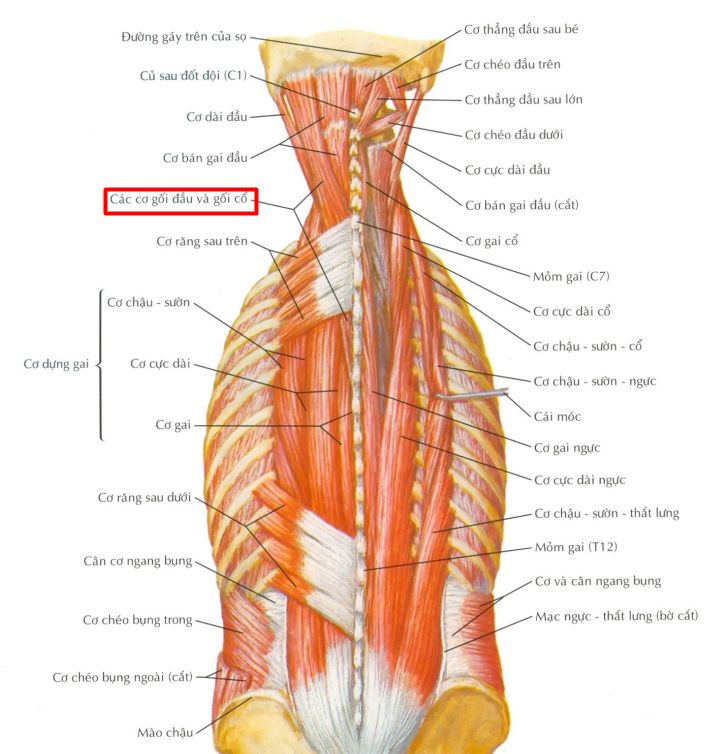 Đường gáy trên của sọ
Củ sau đốt đội (C1)
Cơ dài đầu
Cơ bán gai đầu
Các cơ gối đầu và gối cổ
Cơ răng sau trên
Cơ chậu - sườn
Cơ dựng gai
Cơ cực dài
Cơ gai
Cơ răng sau dưới
Cân cơ ngang bụng
Cơ chéo bụng trong
Cơ chéo bụng ngoài (cắt)
Mào chậu
Cơ thẳng đầu sau bé
Cơ chéo đầu trên
Cơ thẳng đầu sau lớn
Cơ chéo đầu dưới
Cơ cực dài đầu
Cơ bán gai đầu (cắt)
Cơ gai cổ
Mỏm gai (C7)
Cơ cực dài cổ
Cơ chậu - sườn - cổ
Cơ chậu - sườn - ngực
Cái móc
Cơ gai ngực
Cơ cực dài ngực
Cơ chậu - sườn - thắt lưng
Mỏm gai (T12)
Cơ và cân ngang bụng
Mạc ngực - thắt lưng (bờ cắt)